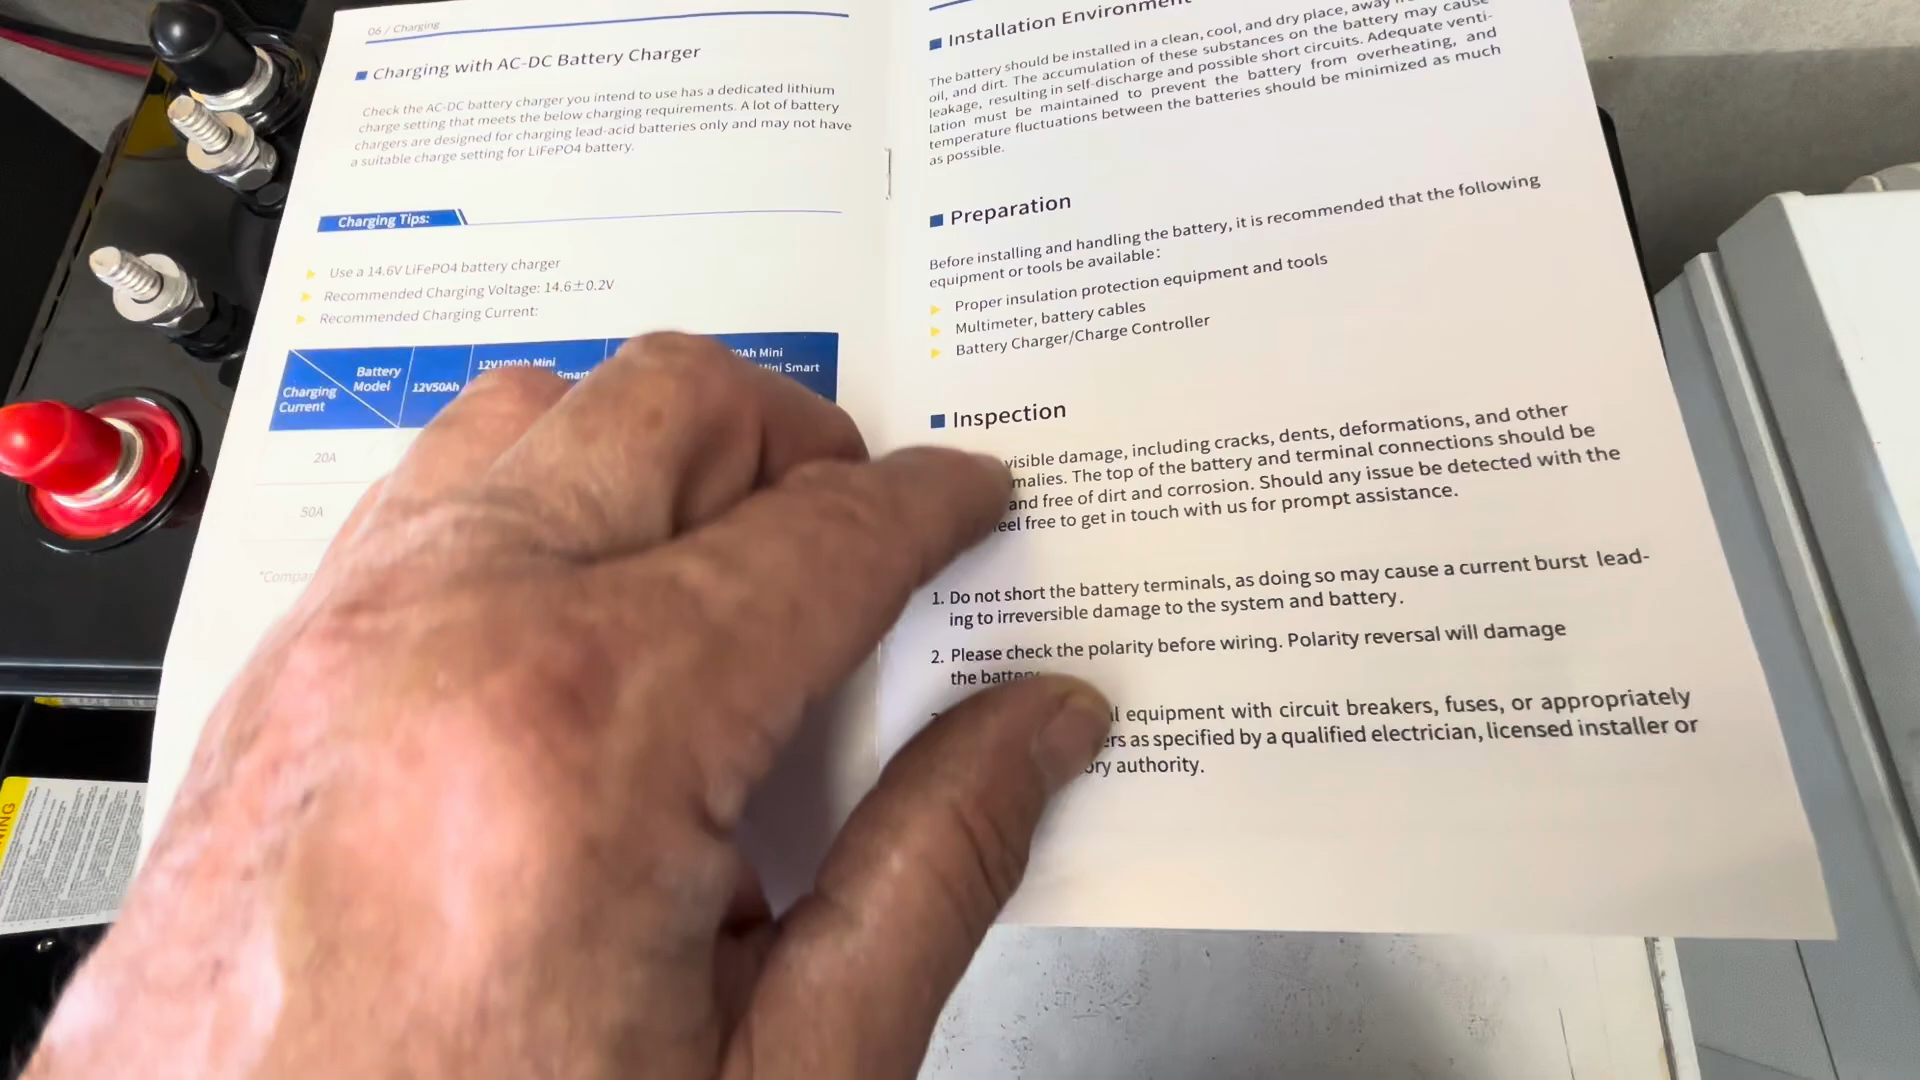 06 / Charging
Charging with AC-DC Battery Charger
Check the AC-DC battery charger you intend to use has a dedicated lithium
charge setting that meets the below charging requirements. A lot of battery
chargers are designed for charging lead-acid batteries only and may not have
a suitable charge setting for LiFePO4 battery.
Charging Tips:
Use a 14.6V LiFePO4 battery charger
Recommended Charging Voltage: 14.6±0.2V
Recommended Charging Current:
Battery
Model
Charging
Current
12V50Ah
12V100Ah Mini
Smart
0Ah Mini
Mini Smart
20A
50A
*Compa
Installation Environment
The battery should be installed in a clean, cool, and dry place, away
oil, and dirt. The accumulation of these substances on the battery may cause
leakage, resulting in self-discharge and possible short circuits. Adequate venti-
lation must be maintained to prevent the battery from overheating, and
temperature fluctuations between the batteries should be minimized as much
as possible.
Preparation
Before installing and handling the battery, it is recommended that the following
equipment or tools be available:
Proper insulation protection equipment and tools
Multimeter, battery cables
Battery Charger/Charge Controller
Inspection
visible damage, including cracks, dents, deformations, and other
malies. The top of the battery and terminal connections should be
and free of dirt and corrosion. Should any issue be detected with the
eel free to get in touch with us for prompt assistance.
1. Do not short the battery terminals, as doing so may cause a current burst lead-
ing to irreversible damage to the system and battery.
2. Please check the polarity before wiring. Polarity reversal will damage
the battery
l equipment with circuit breakers, fuses, or appropriately
ers as specified by a qualified electrician, licensed installer or
ory authority.
NING